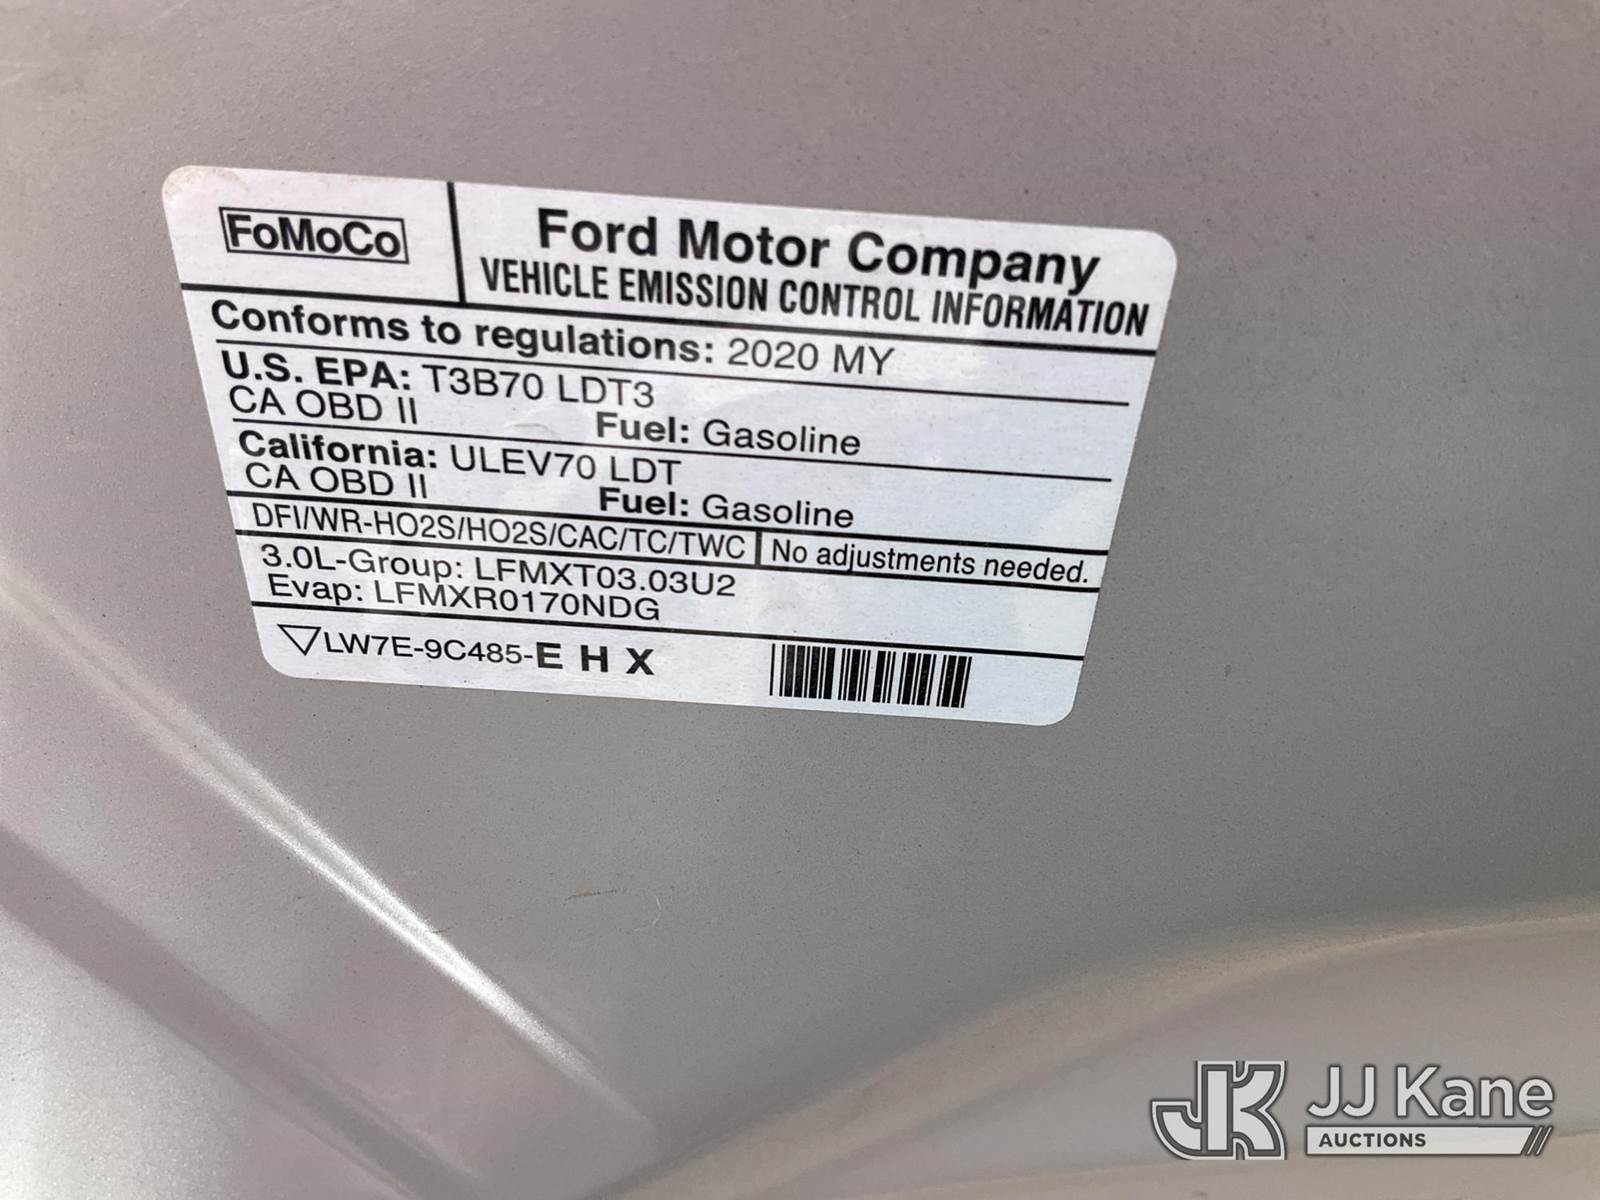 FoMoCo
Ford Motor Company
VEHICLE EMISSION CONTROL INFORMATION
Conforms to regulations: 2020 MY
U.S. EPA: T3B70 LDT3
CA OBD II Fuel: Gasoline
California: ULEV70 LDT
CA OBD II Fuel: Gasoline
DFI/WR-HO2S/HO2S/CAC/TC/TWC No adjustments needed.
3.0L-Group: LFMXT03.03U2
Evap: LFMXR0170NDG
LW7E-9C485-E H X
JK JJ Kane
AUCTIONS